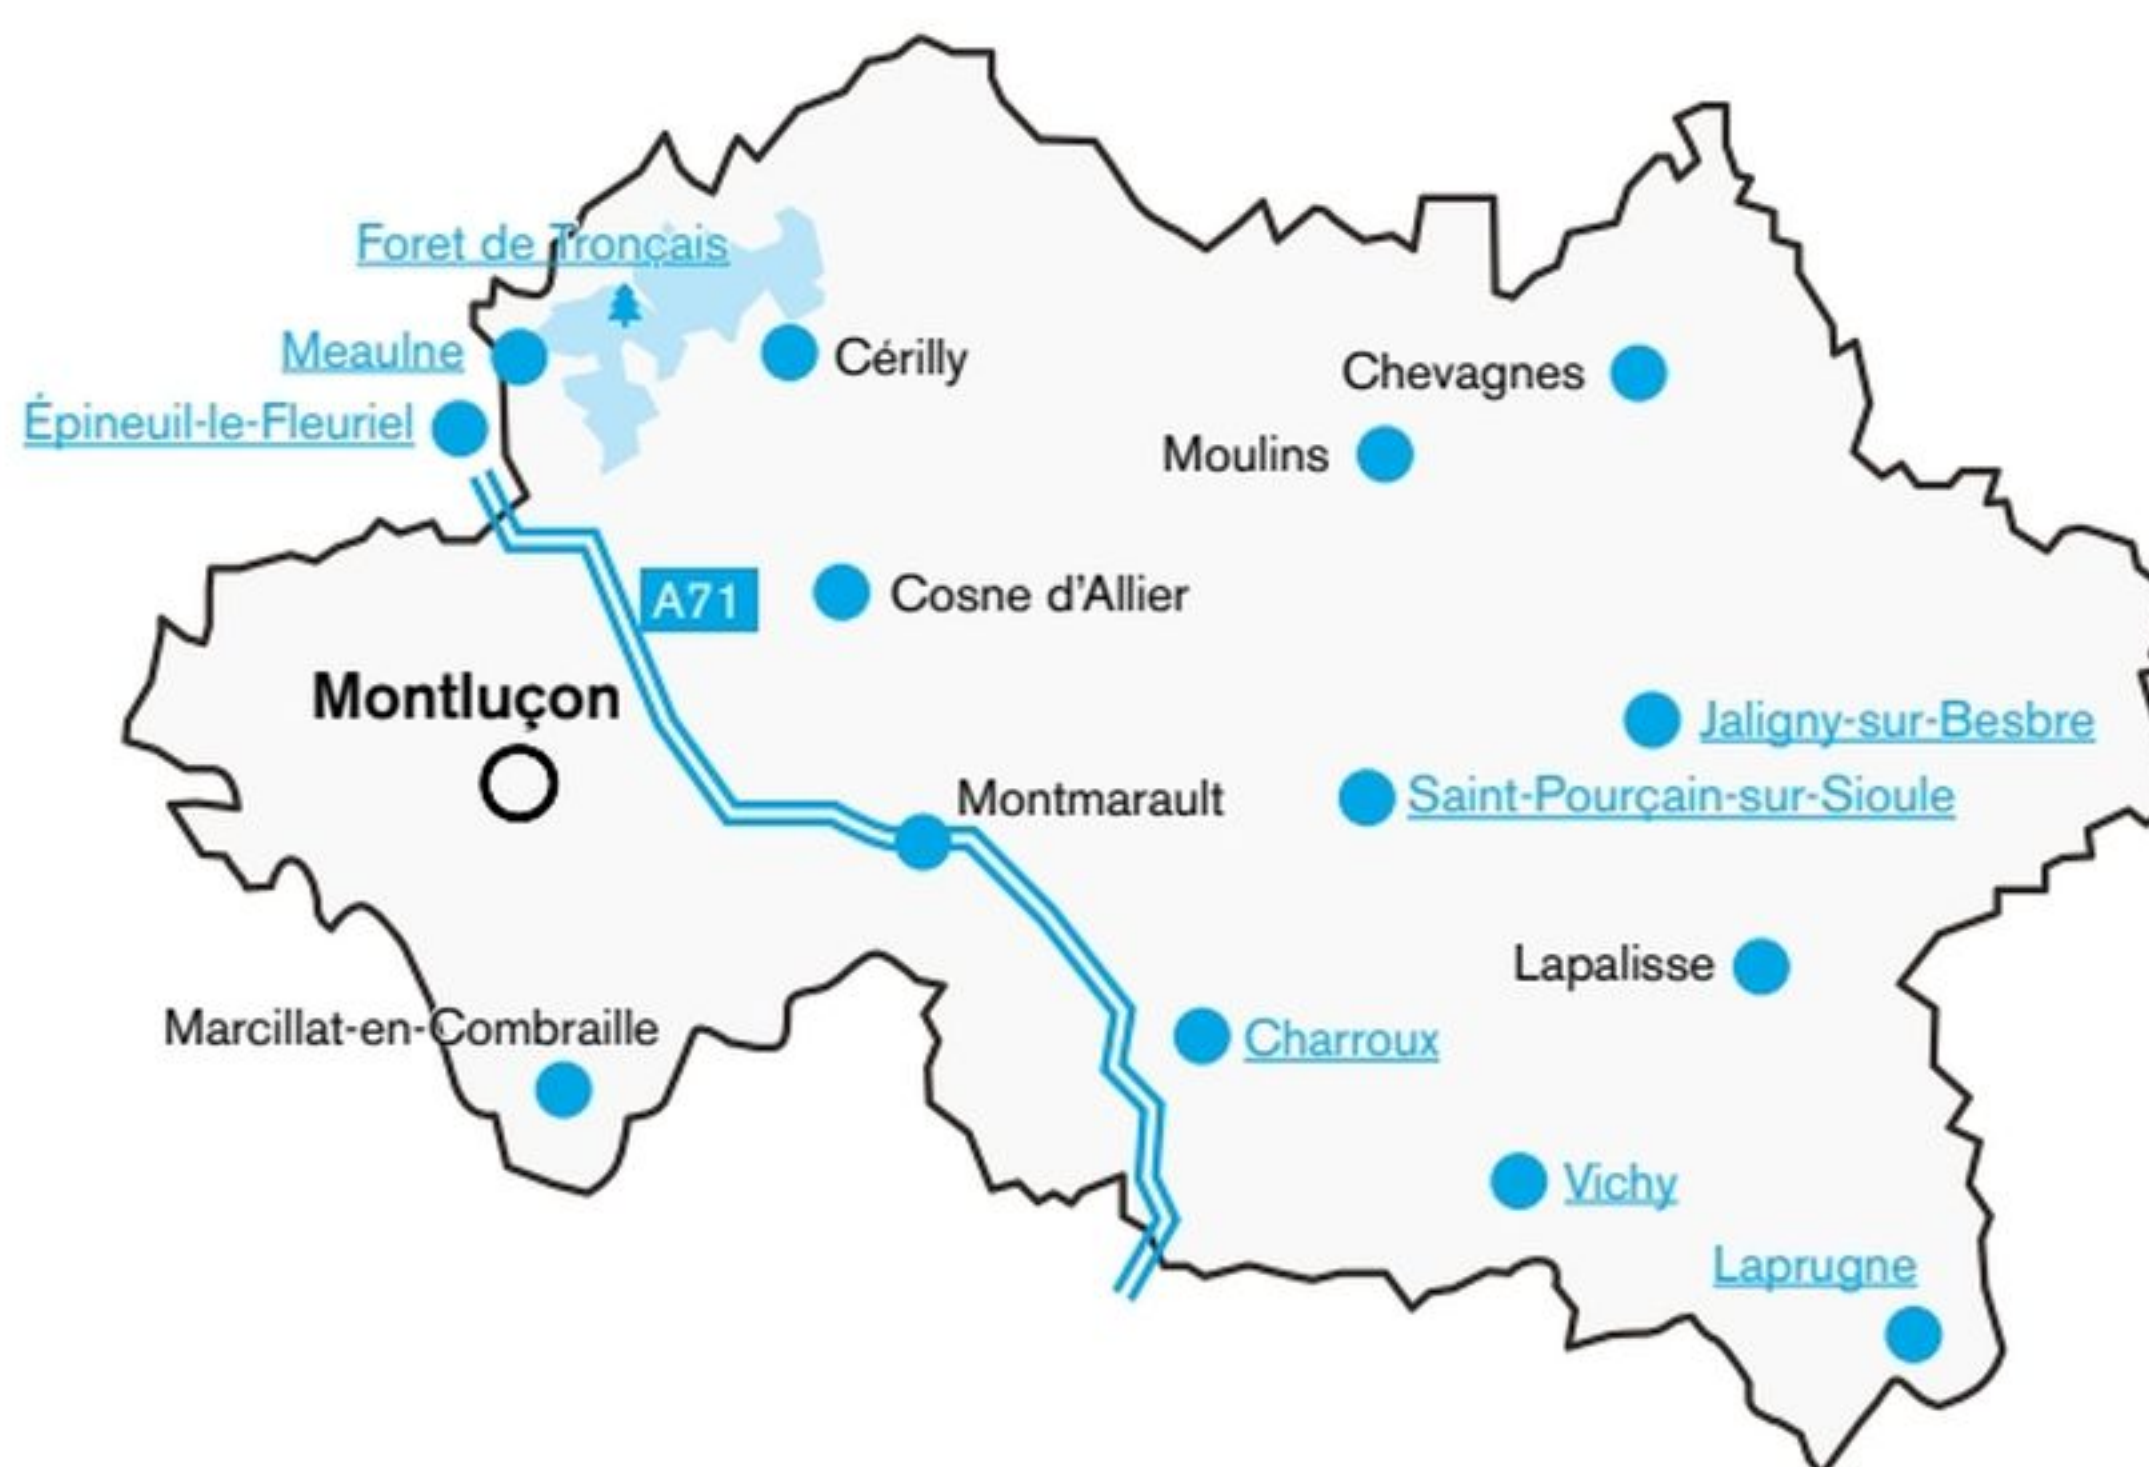 Foret de Tronçais
Meaulne
Cérilly
Chevagnes
Épineuil-le-Fleuriel
Moulins
A71
Cosne d'Allier
Montluçon
Jaligny-sur-Besbre
Montmarault
Saint-Pourçain-sur-Sioule
Lapalisse
Marcillat-en-Combraille
Charroux
Vichy
Laprugne